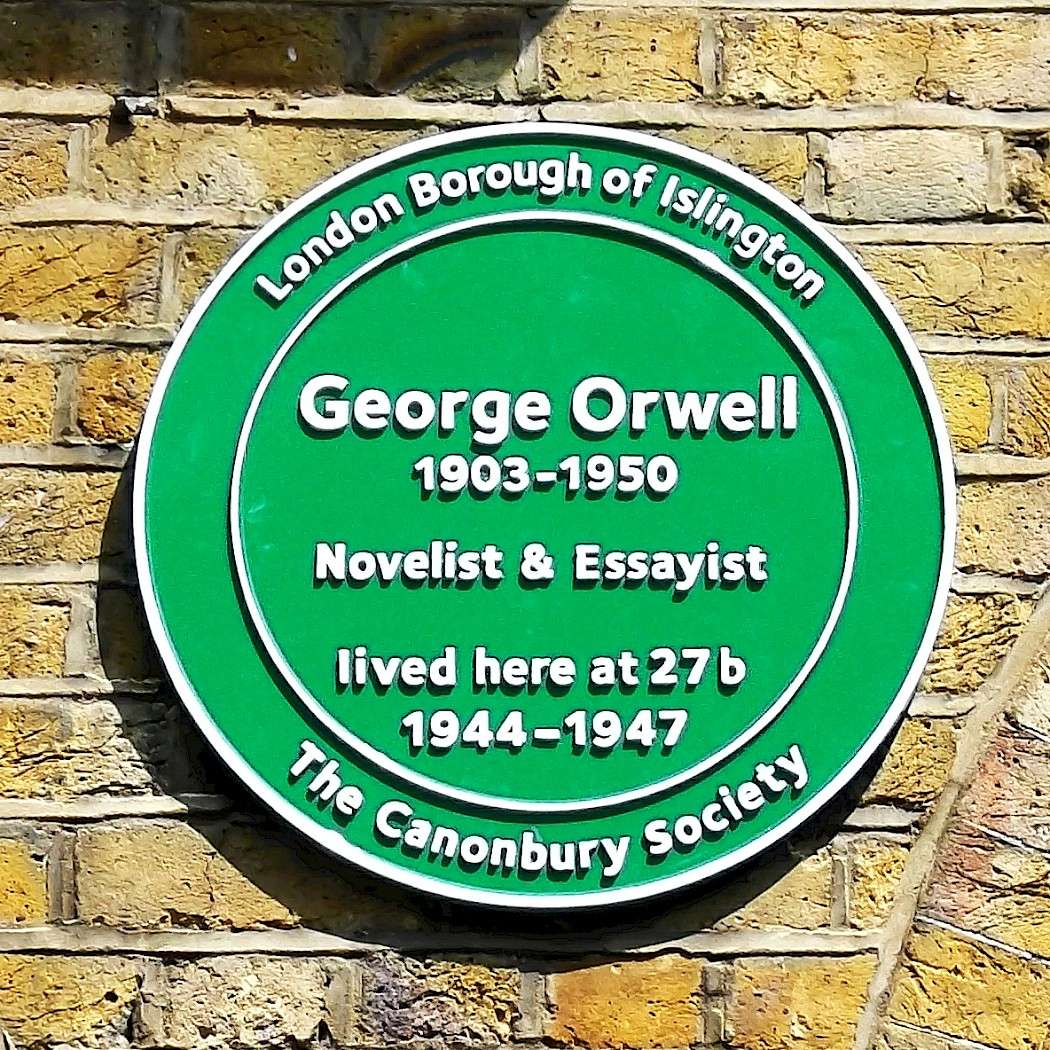 London Borough of Islington
George Orwell
1903-1950
Novelist & Essayist
lived here at 27b
1944-1947
The Canonbury Society